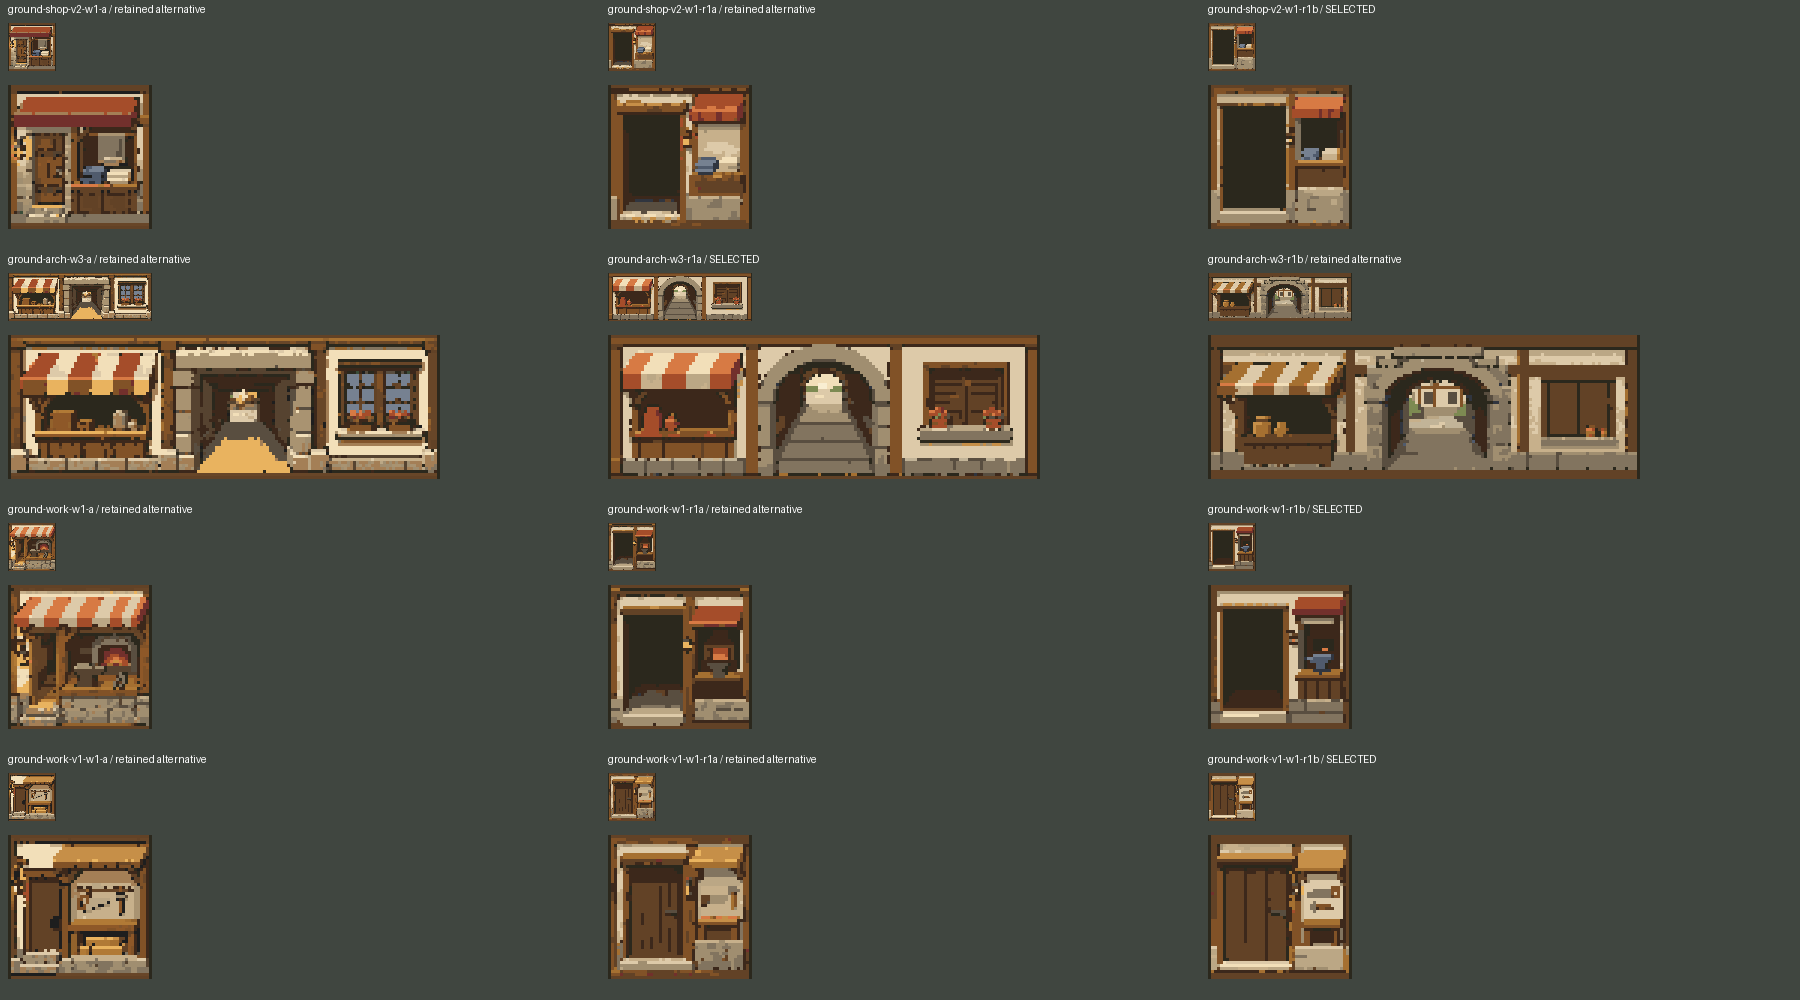 ground-shop-v2-w1-a / retained alternative
ground-shop-v2-w1-r1a / retained alternative
ground-shop-v2-w1-r1b / SELECTED
ground-arch-w3-a / retained alternative
ground-arch-w3-r1a / SELECTED
ground-arch-w3-r1b / retained alternative
ground-work-w1-a / retained alternative
ground-work-w1-r1a / retained alternative
ground-work-w1-r1b / SELECTED
ground-work-v1-w1-a / retained alternative
ground-work-v1-w1-r1a / retained alternative
ground-work-v1-w1-r1b / SELECTED